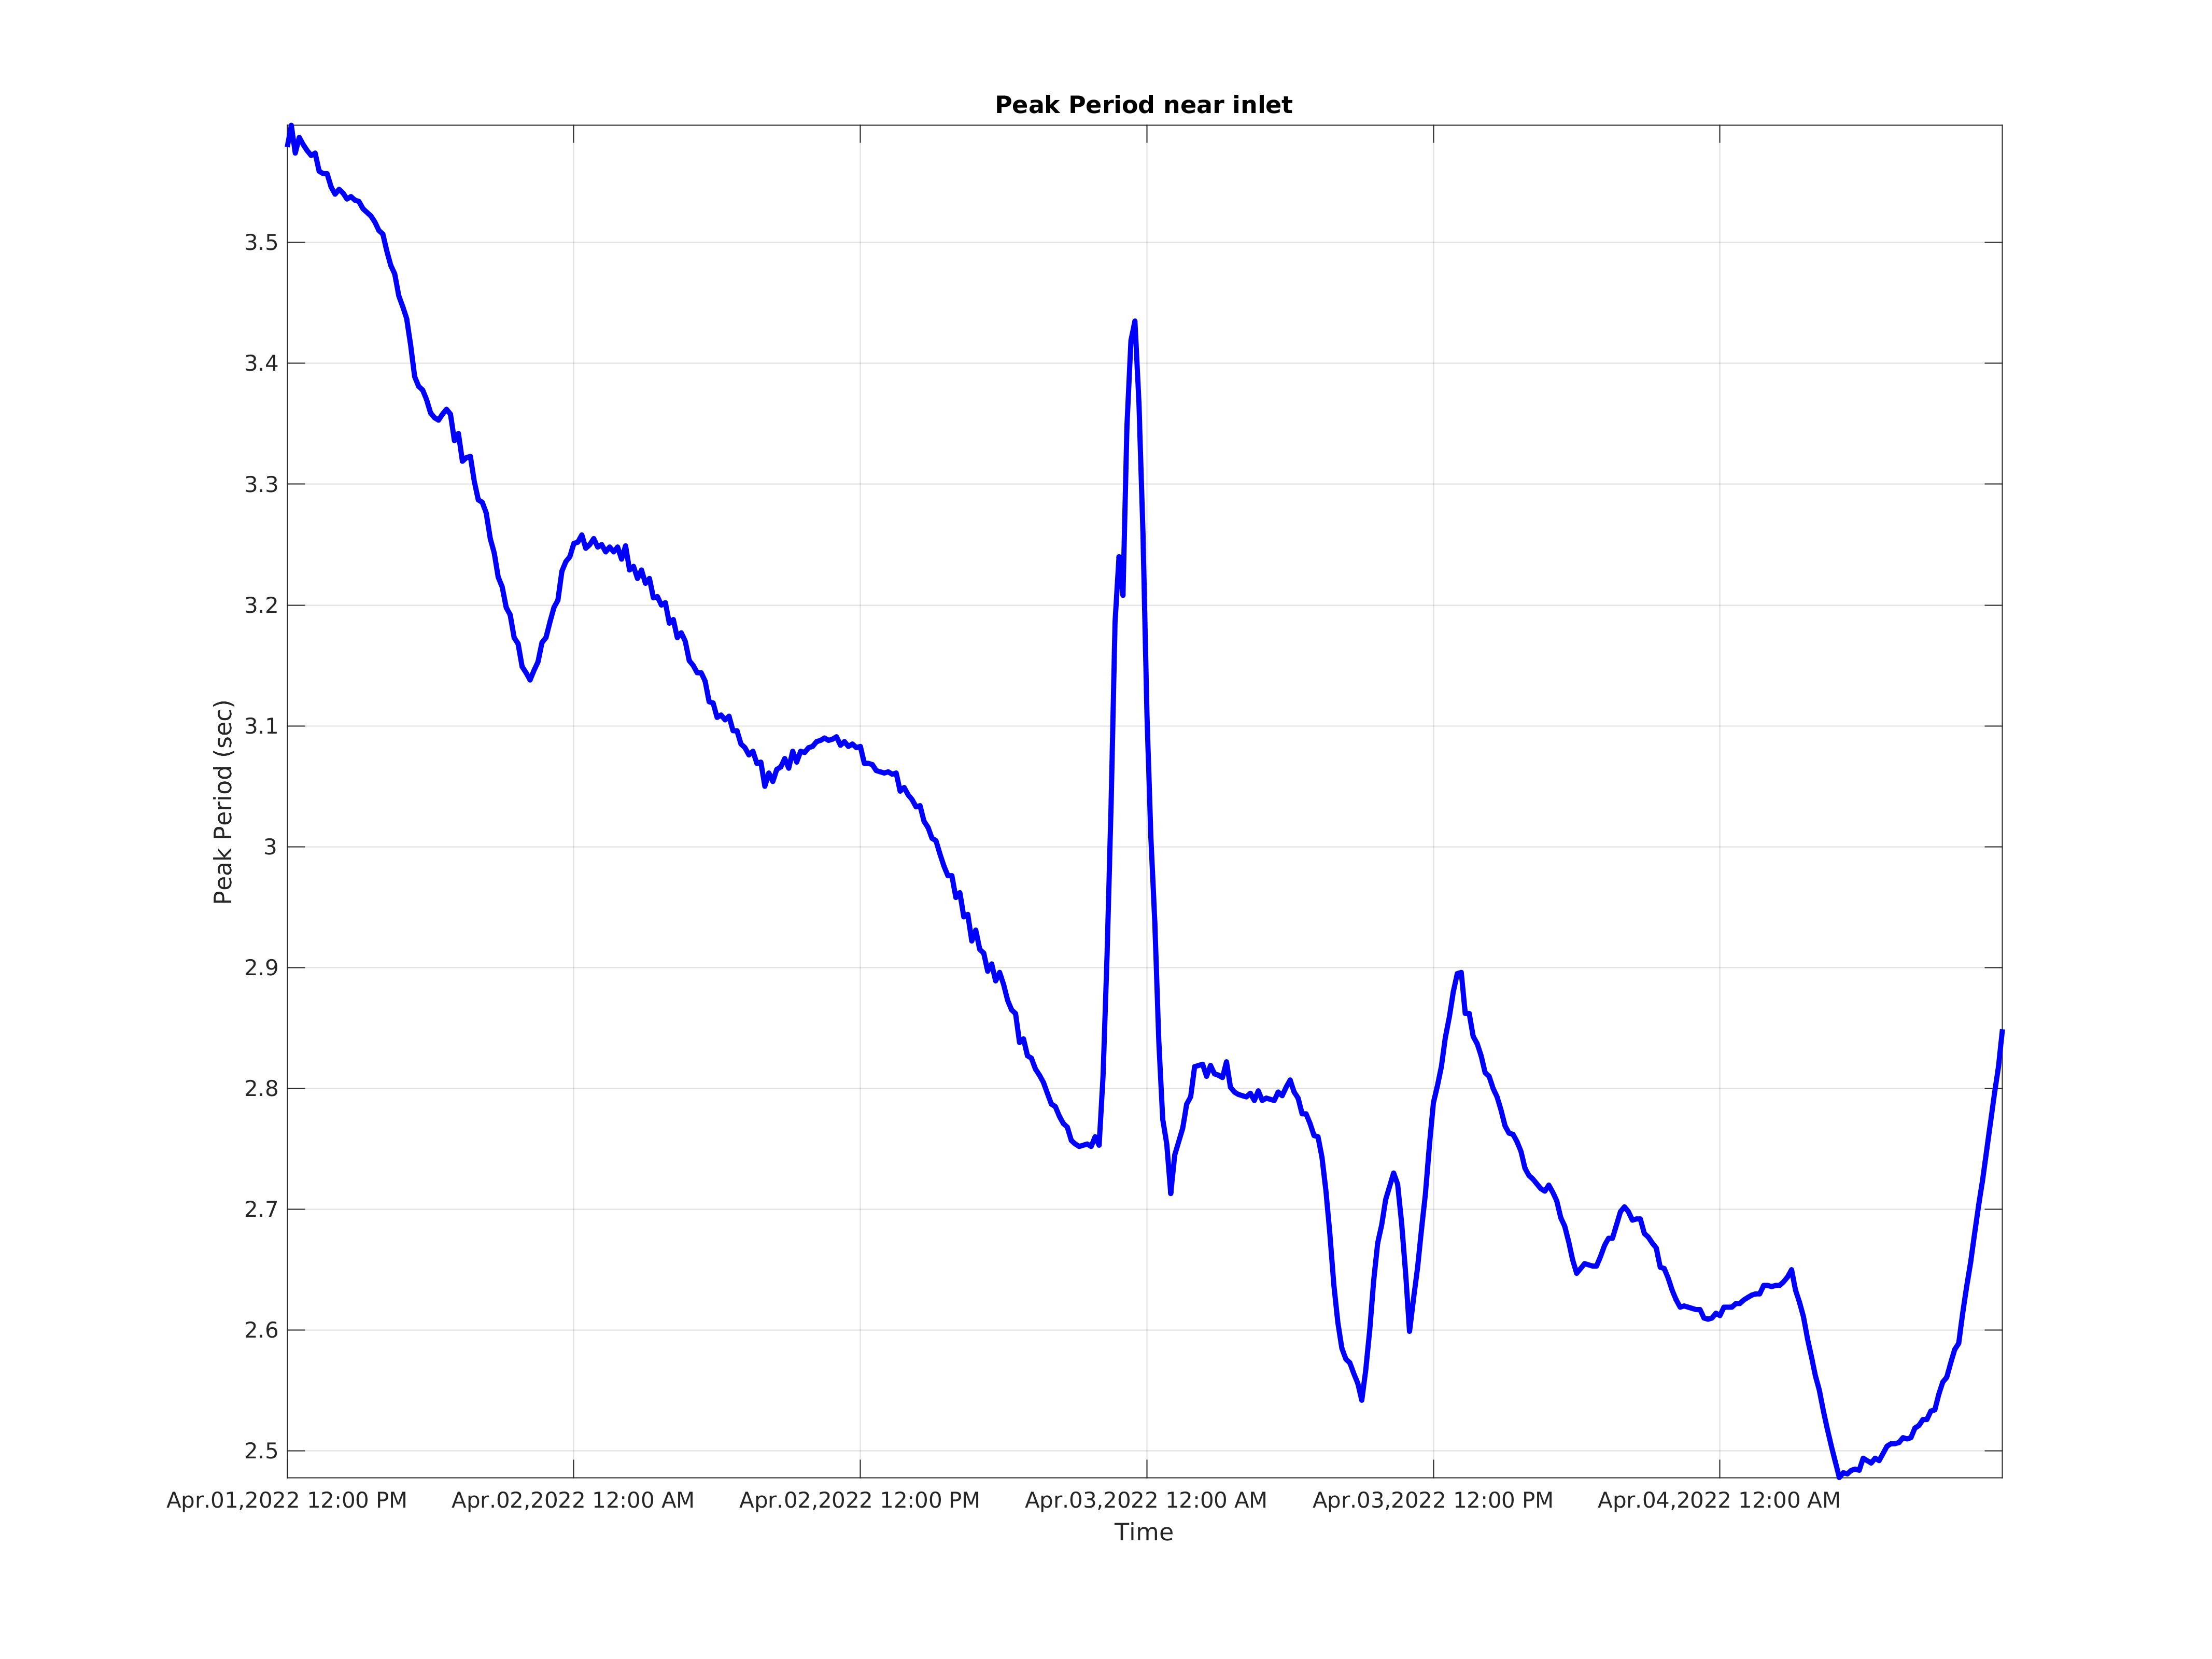 Peak Period near inlet
3.5
3.4
3.3
3.2
3.1
3
2.9
2.8
2.7
2.6
2.5
Peak Period (sec)
Apr.01,2022 12:00 PM Apr.02,2022 12:00 AM Apr.02,2022 12:00 PM Apr.03,2022 12:00 AM Apr.03,2022 12:00 PM Apr.04,2022 12:00 AM
Time